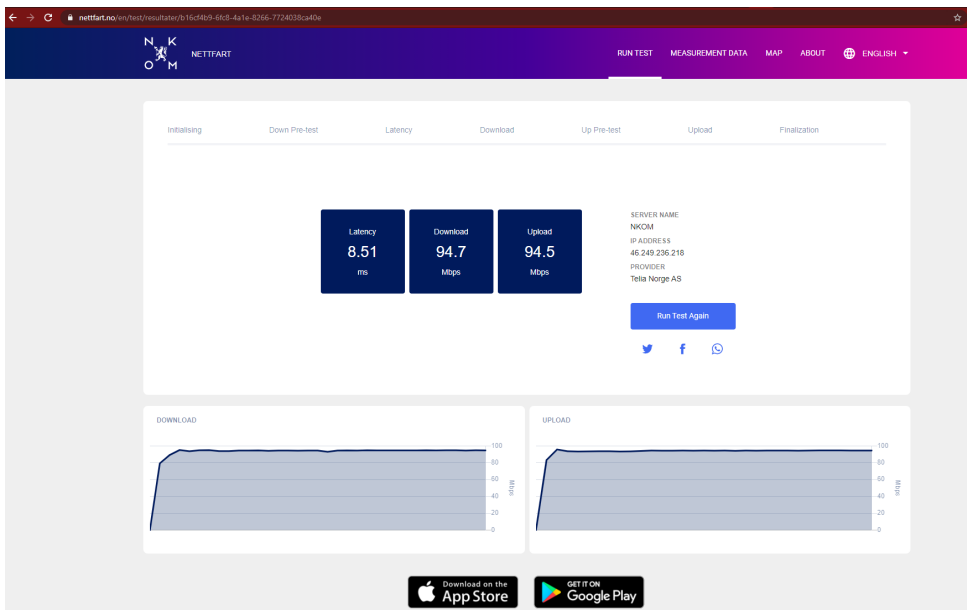 nettfart.no/en/test/resultater/b16cf4b9-6fc8-4a1e-8266-7724038ca40e
N K
O M
NETTFART
RUN TEST MEASUREMENT DATA MAP ABOUT ENGLISH
Initialising Down Pre-test Latency Download Up Pre-test Upload Finalization
Latency
8.51
ms
Download
94.7
Mbps
Upload
94.5
Mbps
SERVER NAME
NKOM
IP ADDRESS
46.249.236.218
PROVIDER
Telia Norge AS
Run Test Again
DOWNLOAD
100
80
60
40
20
0
Mbps
UPLOAD
100
80
60
40
20
0
Mbps
Download on the
App Store
GET IT ON
Google Play